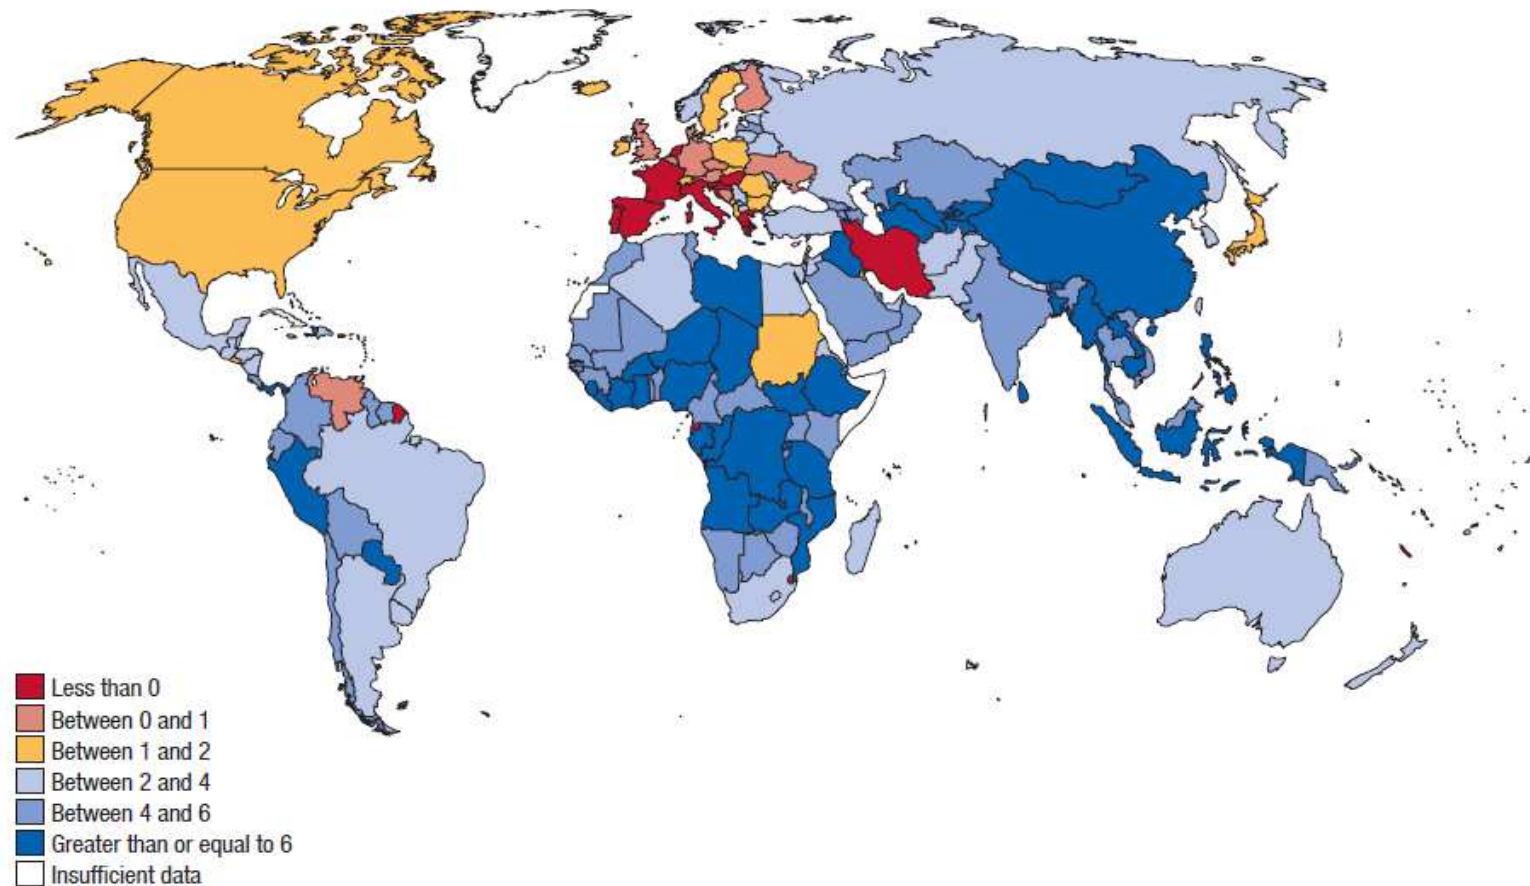 Less than 0
Between 0 and 1
Between 1 and 2
Between 2 and 4
Between 4 and 6
Greater than or equal to 6
Insufficient data